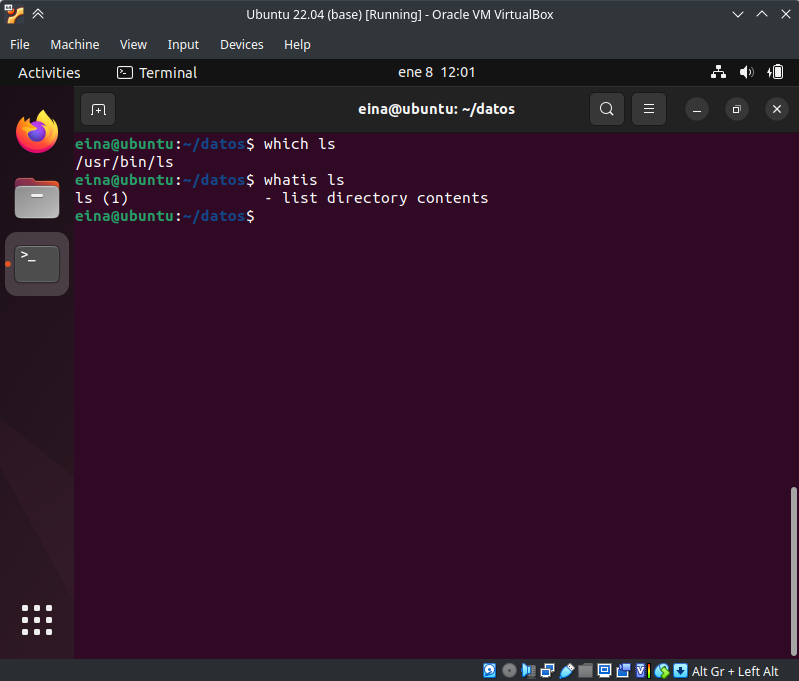 Ubuntu 22.04 (base) [Running] - Oracle VM VirtualBox
File Machine View Input Devices Help
Activities Terminal ene 8 12:01
eina@ubuntu: ~/datos
eina@ubuntu:~/datos$ which ls
/usr/bin/ls
eina@ubuntu:~/datos$ whatis ls
ls (1)               - list directory contents
eina@ubuntu:~/datos$
Alt Gr + Left Alt